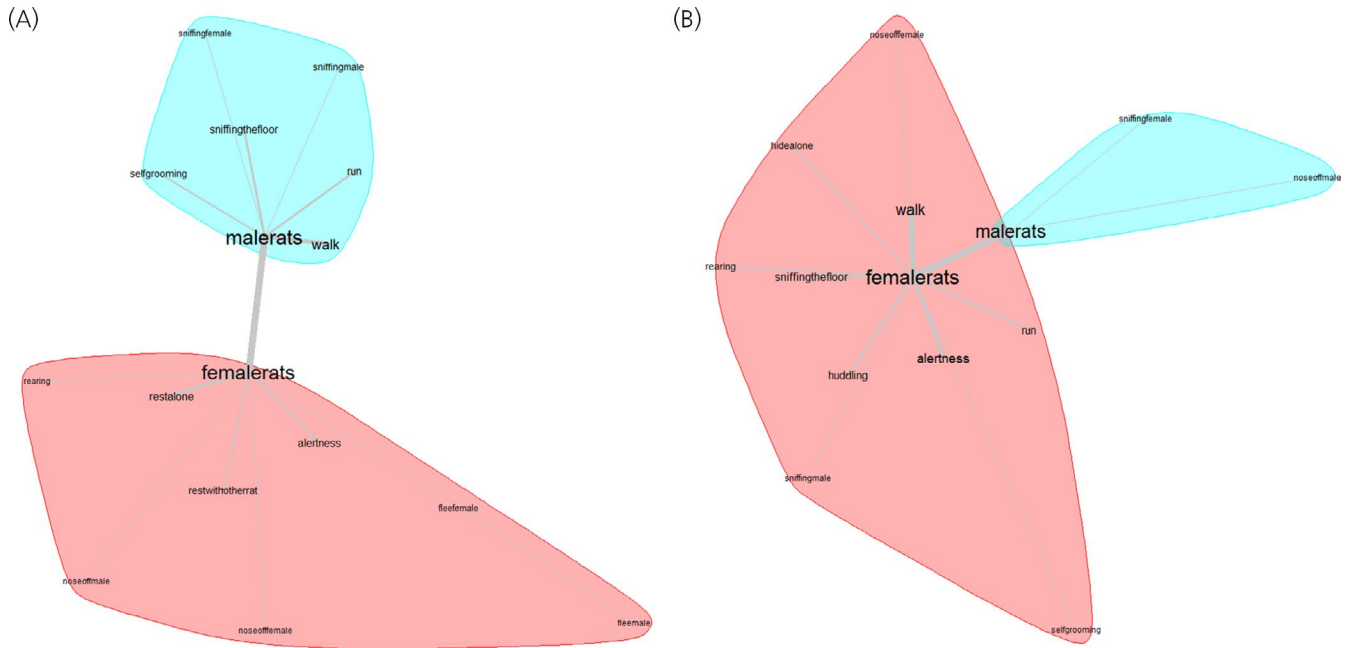 (A)
sniffingfemale
sniffingmale
sniffingthefloor
selfgrooming
run
malerats
walk
femalerats
rearing
restalone
alertness
restwithotherrat
fleefemale
noseoffmale
noseofffemale
fleemale
(B)
noseofffemale
sniffingfemale
hidealone
noseoffmale
walk
malerats
rearing
sniffingthefloor
femalerats
run
alertness
huddling
sniffingmale
selfgrooming